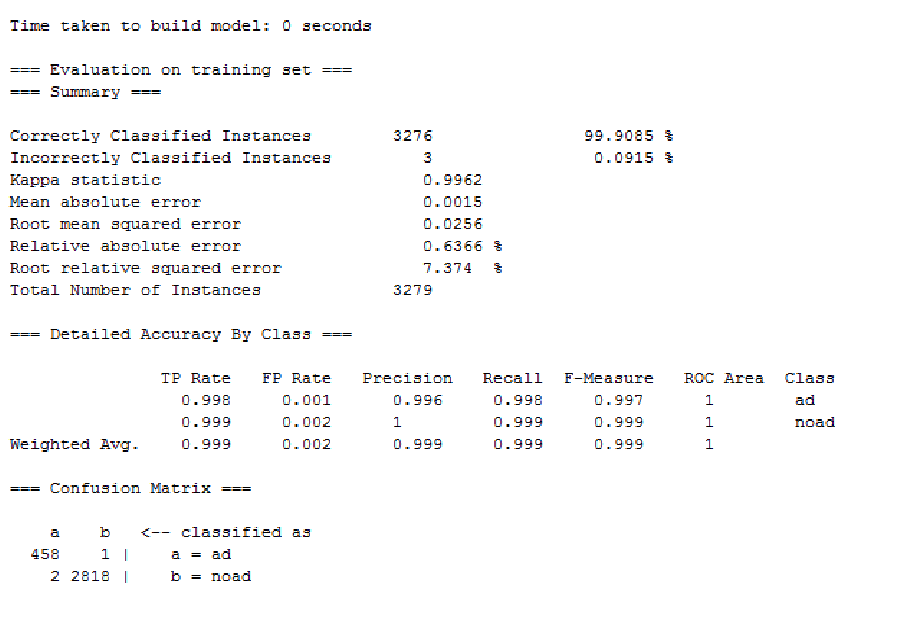 Time taken to build model: 0 seconds
=== Evaluation on training set ===
=== Summary ===
Correctly Classified Instances        3276               99.9085 %
Incorrectly Classified Instances         3                0.0915 %
Kappa statistic                          0.9962
Mean absolute error                      0.0015
Root mean squared error                  0.0256
Relative absolute error                  0.6366 %
Root relative squared error              7.374  %
Total Number of Instances             3279
=== Detailed Accuracy By Class ===
               TP Rate   FP Rate   Precision   Recall  F-Measure   ROC Area  Class
                 0.998     0.001      0.996     0.998     0.997      1        ad
                 0.999     0.002      1         0.999     0.999      1        noad
Weighted Avg.    0.999     0.002      0.999     0.999     0.999      1
=== Confusion Matrix ===
    a    b   <-- classified as
  458    1 |    a = ad
    2 2818 |    b = noad